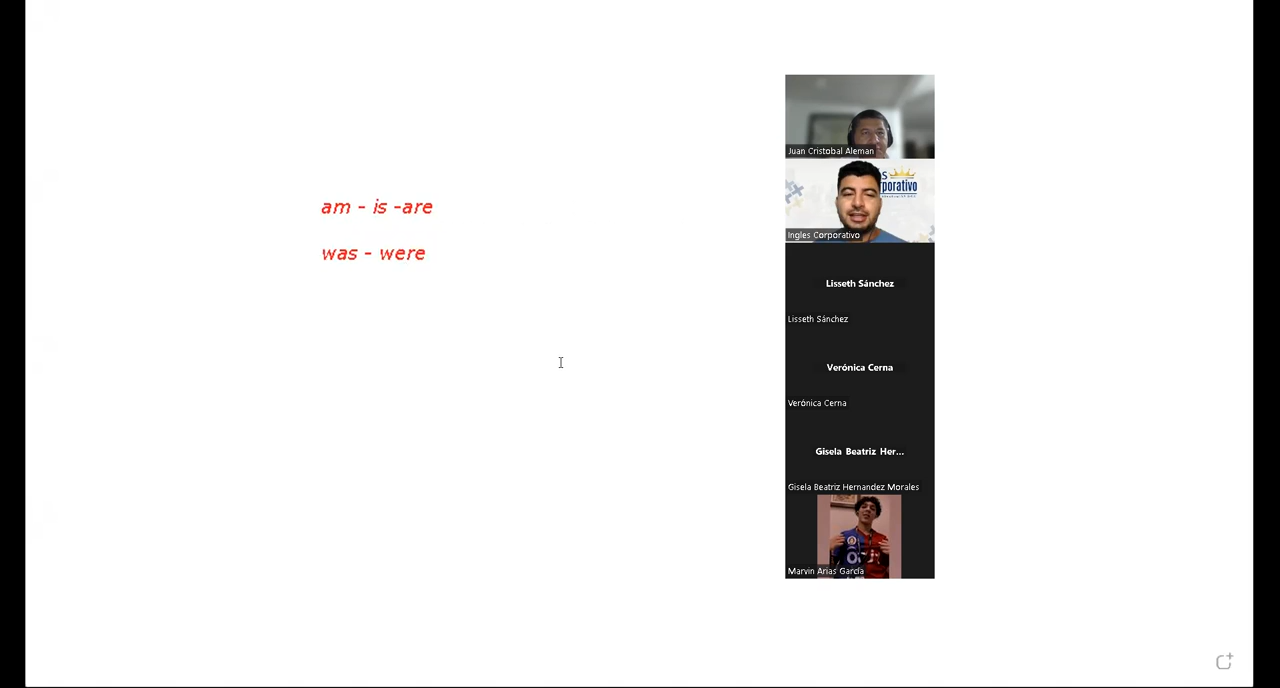 am - is -are
was - were
Juan Cristobal Aleman
Ingles Corporativo
Lisseth Sánchez
Lisseth Sánchez
Verónica Cerna
Verónica Cerna
Gisela Beatriz Her...
Gisela Beatriz Hernandez Morales
Marvin Arias García